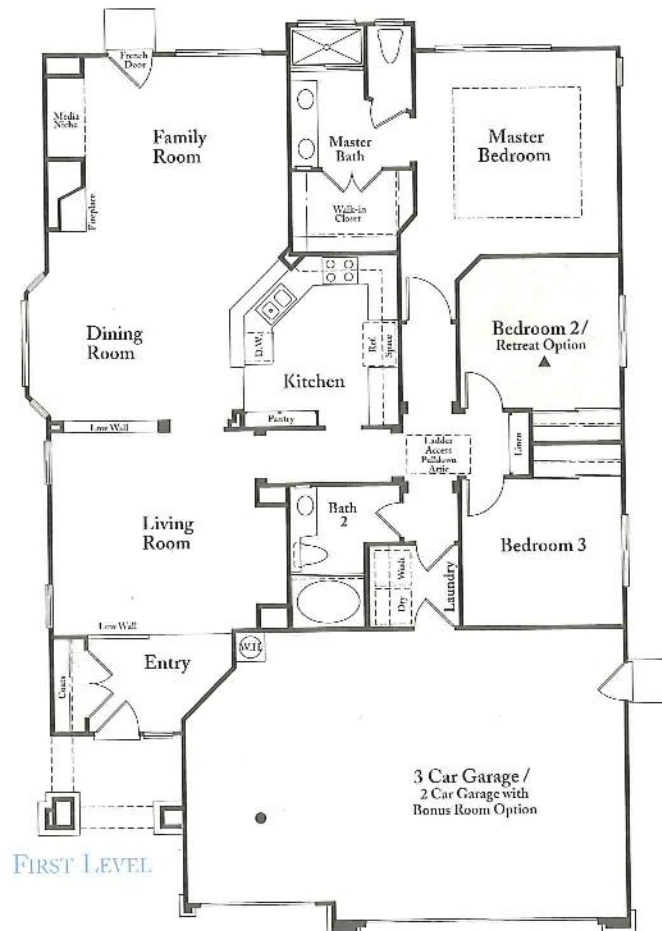 French
Door
Media
Niche
Family
Room
Master
Bath
Master
Bedroom
Fireplace
Walk-in
Closet
Dining
Room
D.W.
Ref.
Space
Bedroom 2/
Retreat Option
Kitchen
Pantry
Low Wall
Ladder
Access
Pulldown
Attic
Linen
Living
Room
Bath
2
Bedroom 3
Wash
Dry
Laundry
Low Wall
Entry
Coats
W.H.
3 Car Garage /
2 Car Garage with
Bonus Room Option
FIRST LEVEL